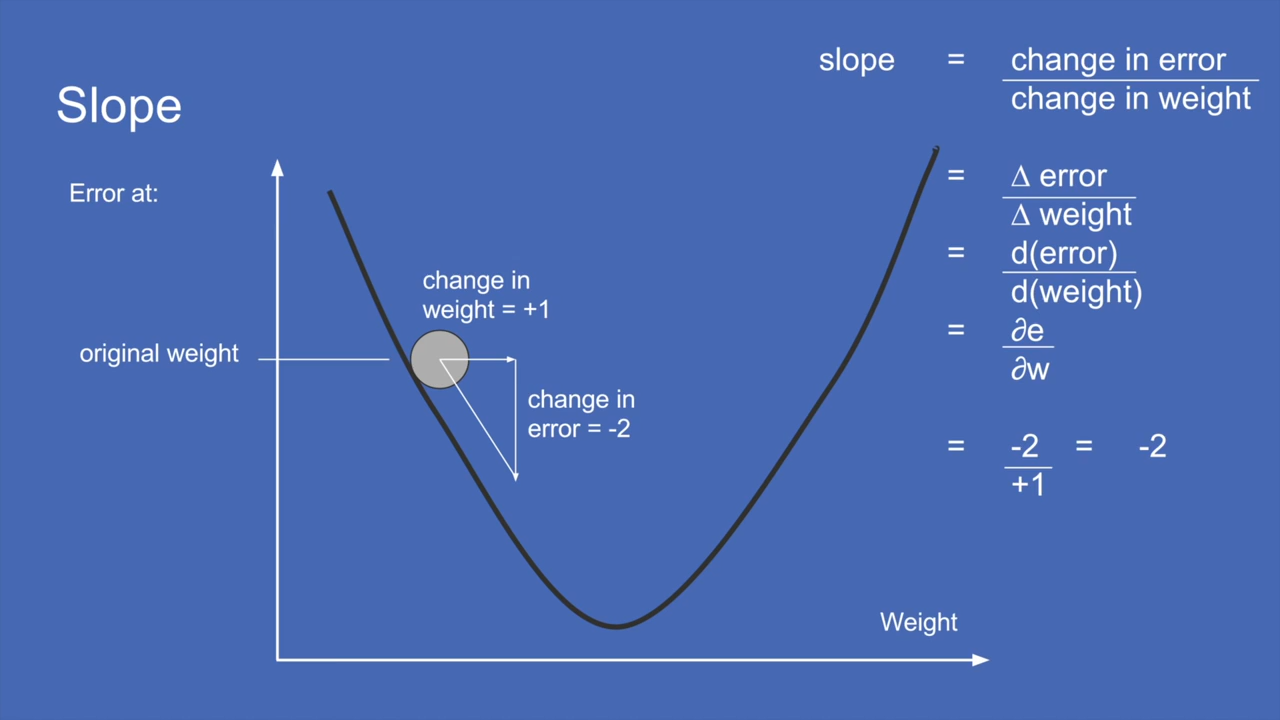 Slope
slope = change in error
change in weight
= Δ error
Δ weight
= d(error)
d(weight)
= ∂e
∂w
= -2 = -2
+1
Error at:
original weight
change in
weight = +1
change in
error = -2
Weight